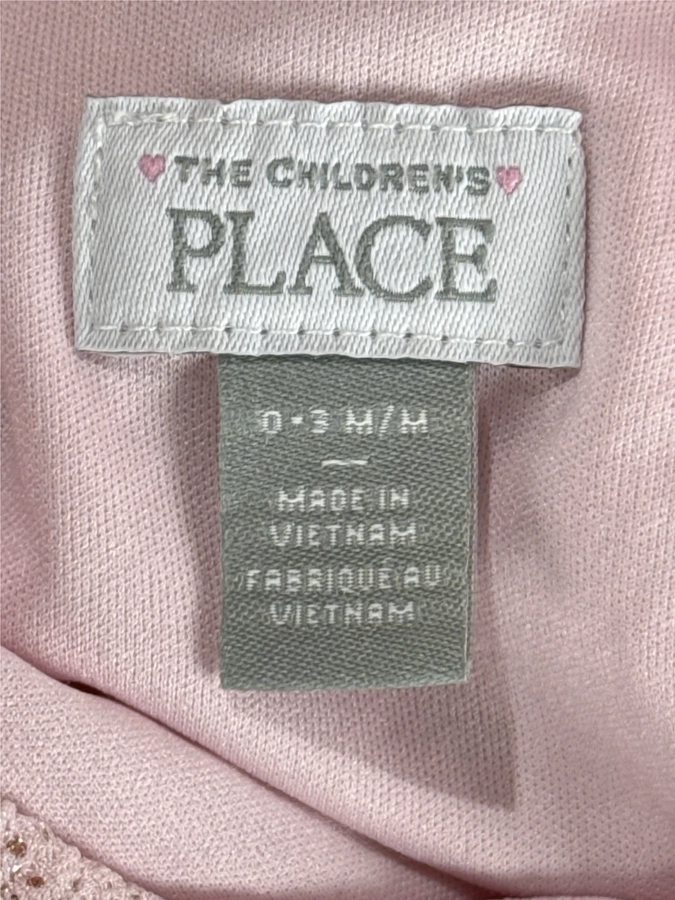 THE CHILDREN'S
PLACE
0-3 M/M
MADE IN
VIETNAM
FABRIQUÉ AU
VIETNAM